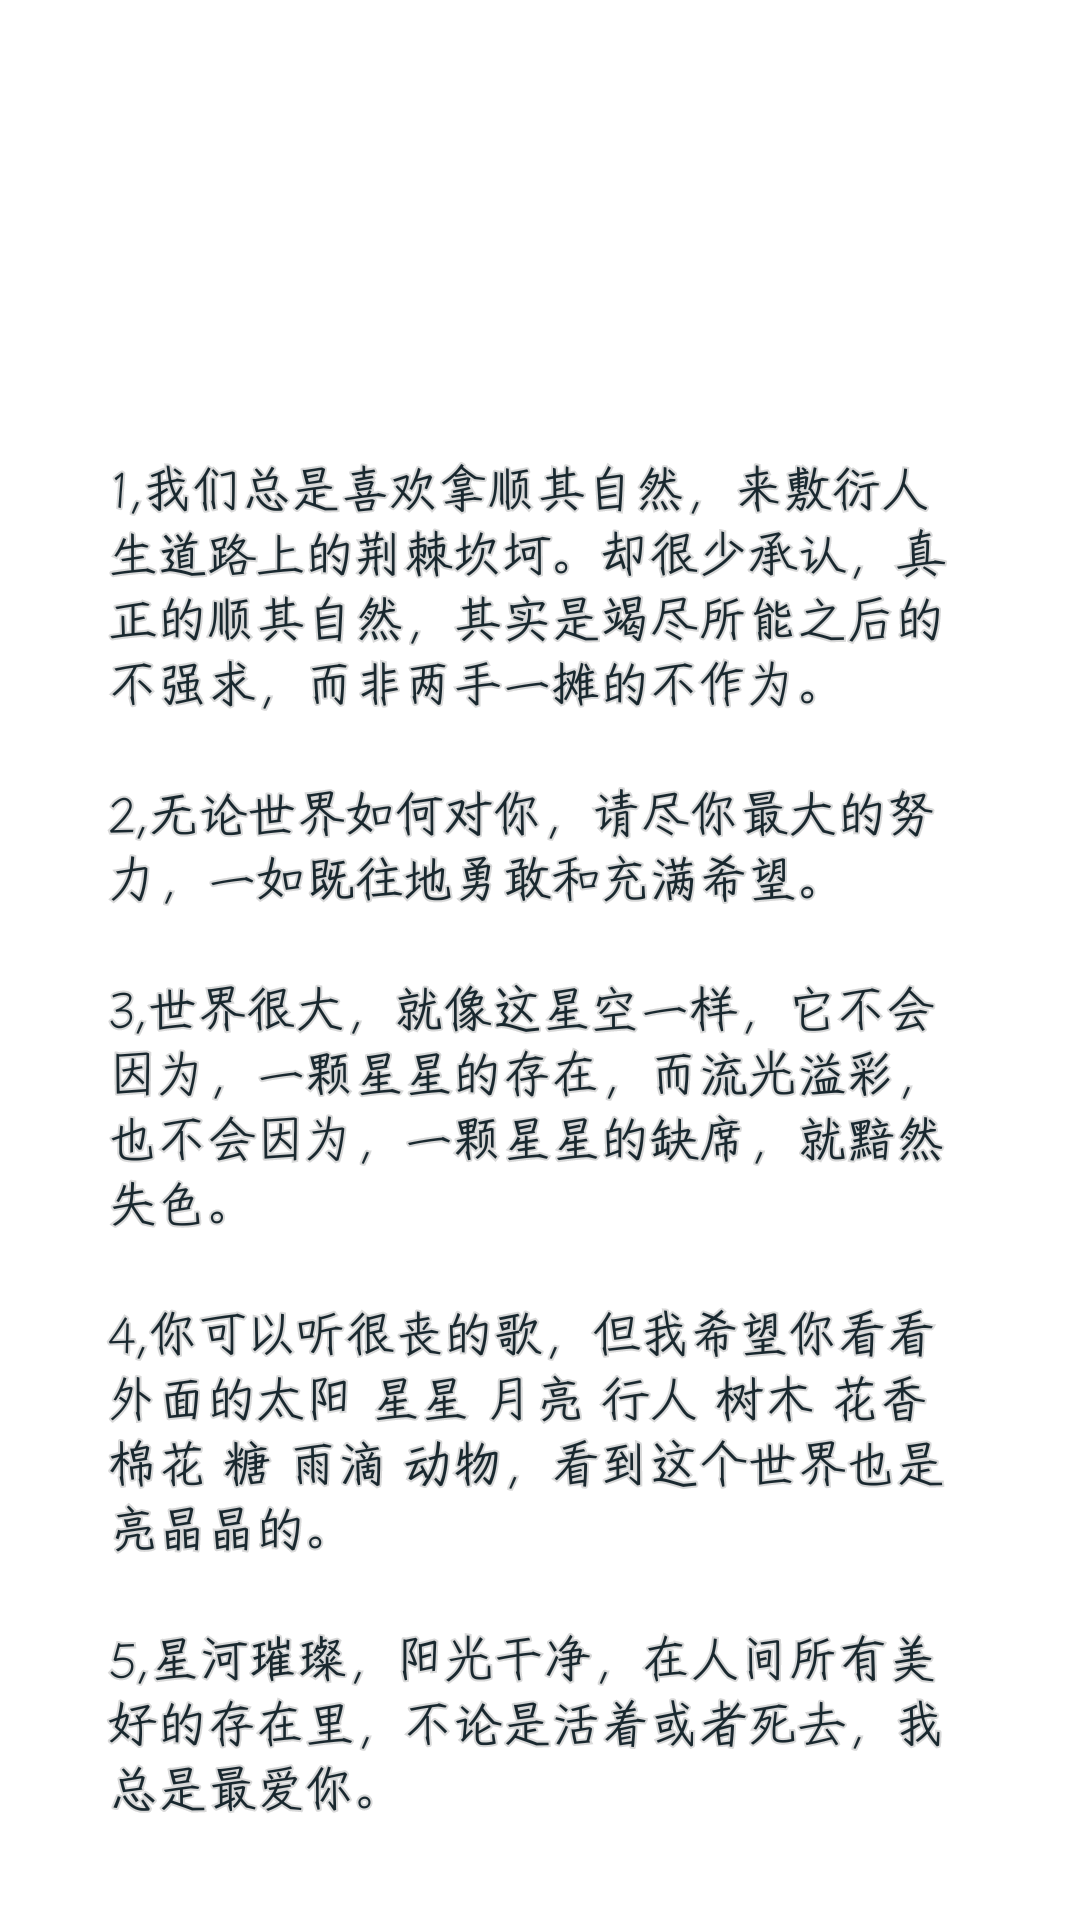 1,我们总是喜欢拿顺其自然，来敷衍人
生道路上的荆棘坎坷。却很少承认，真
正的顺其自然，其实是竭尽所能之后的
不强求，而非两手一摊的不作为。
2,无论世界如何对你，请尽你最大的努
力，一如既往地勇敢和充满希望。
3,世界很大，就像这星空一样，它不会
因为，一颗星星的存在，而流光溢彩，
也不会因为，一颗星星的缺席，就黯然
失色。
4,你可以听很丧的歌，但我希望你看看
外面的太阳 星星 月亮 行人 树木 花香
棉花 糖 雨滴 动物，看到这个世界也是
亮晶晶的。
5,星河璀璨，阳光干净，在人间所有美
好的存在里，不论是活着或者死去，我
总是最爱你。